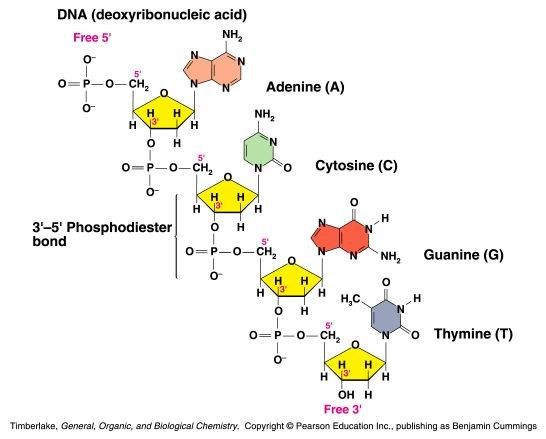 DNA (deoxyribonucleic acid)
Free 5'
NH₂
N
N
N
N
O⁻
O=P—O—CH₂
5'
O⁻
O
Adenine (A)
H
H
H
3'
H
H
O
NH₂
N
N
O
O=P—O—CH₂
5'
O⁻
O
Cytosine (C)
H
H
H
3'
H
H
3'–5' Phosphodiester
bond
O
O
N
N
N
N
H
NH₂
O=P—O—CH₂
5'
O⁻
O
Guanine (G)
H
H
H
3'
H
H
O
O
H₃C
N
H
N
O
O=P—O—CH₂
5'
O⁻
O
Thymine (T)
H
H
H
3'
H
H
OH
Free 3'
Timberlake, General, Organic, and Biological Chemistry. Copyright © Pearson Education Inc., publishing as Benjamin Cummings